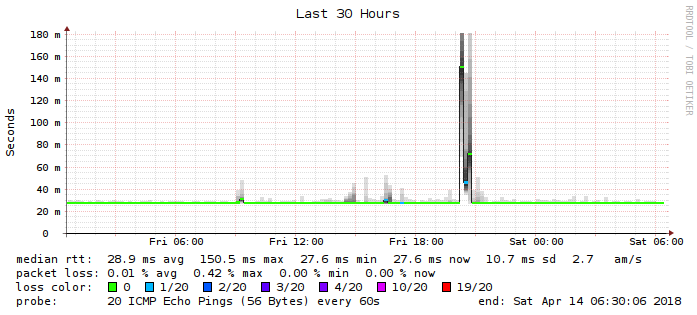 Last 30 Hours
RRDTOOL / TOBI OETIKER
Seconds
180 m
160 m
140 m
120 m
100 m
80 m
60 m
40 m
20 m
0
Fri 06:00 Fri 12:00 Fri 18:00 Sat 00:00 Sat 06:00
median rtt: 28.9 ms avg 150.5 ms max 27.6 ms min 27.6 ms now 10.7 ms sd 2.7 am/s
packet loss: 0.01 % avg 0.42 % max 0.00 % min 0.00 % now
loss color: 0 1/20 2/20 3/20 4/20 10/20 19/20
probe: 20 ICMP Echo Pings (56 Bytes) every 60s end: Sat Apr 14 06:30:06 2018